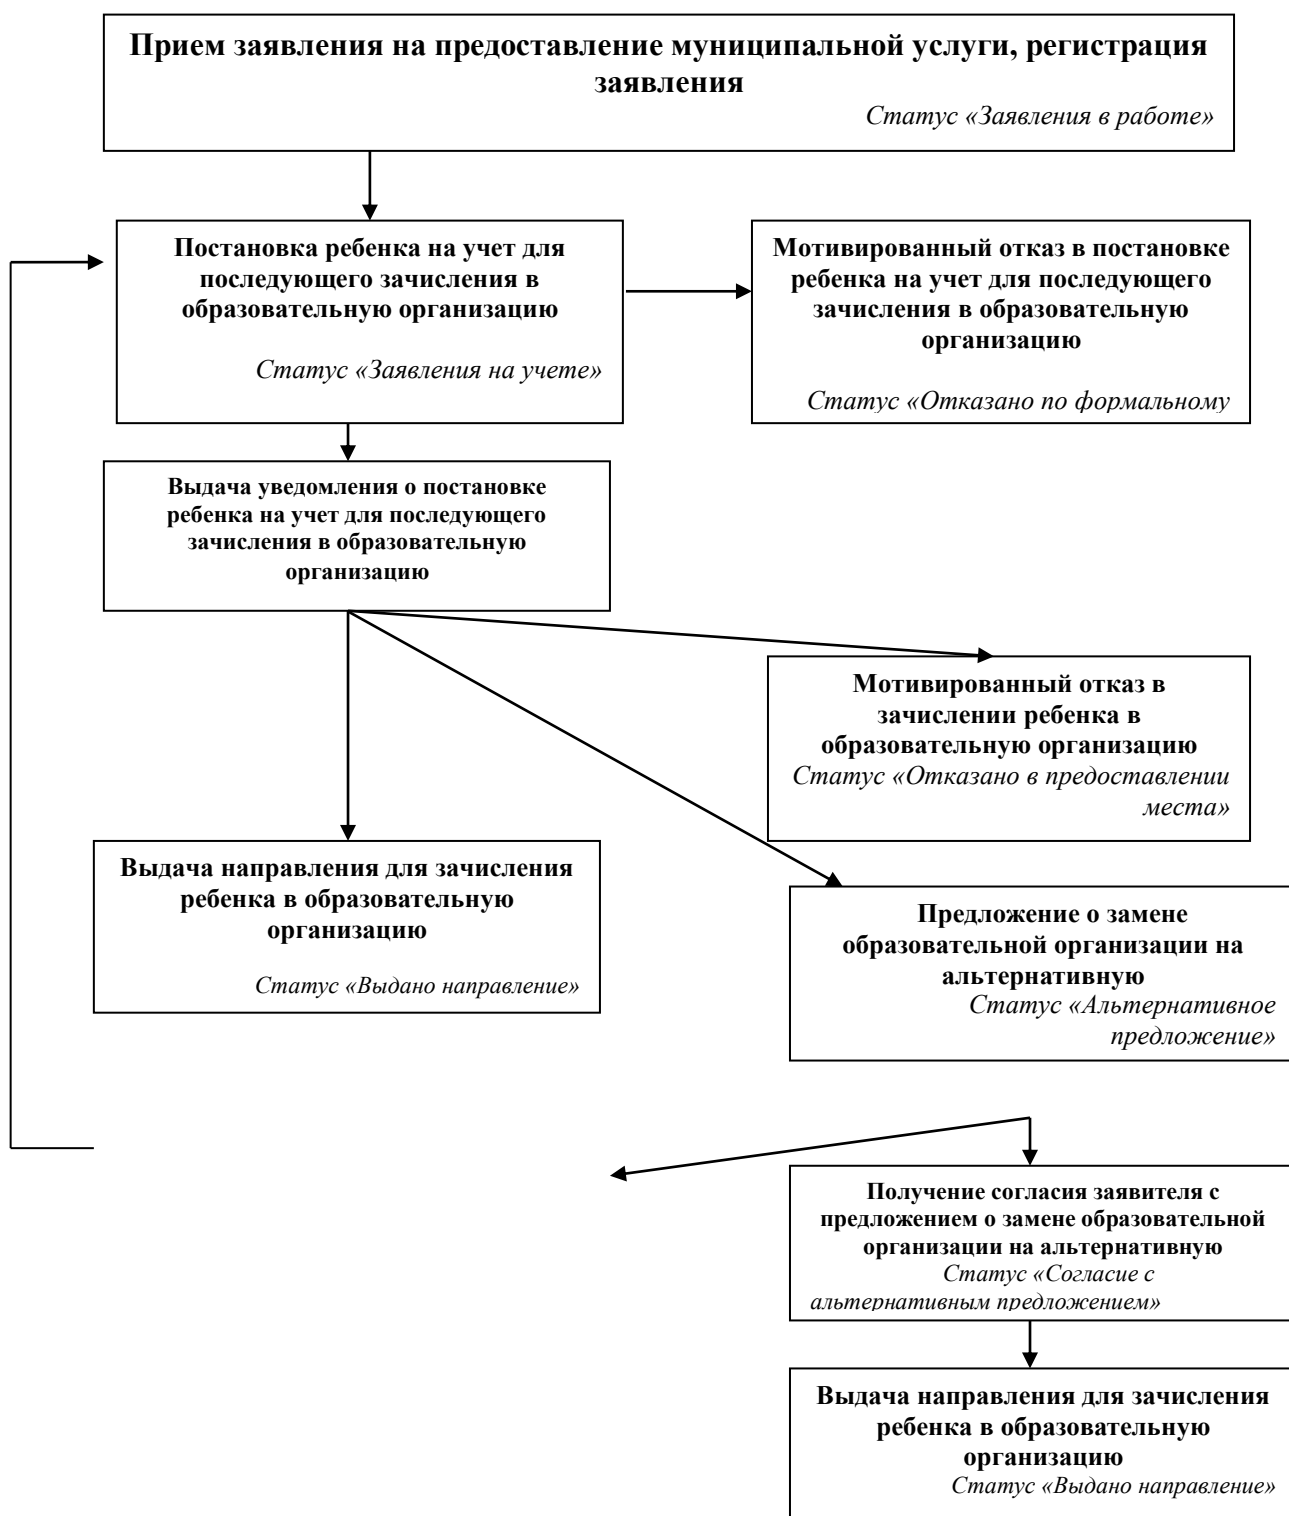 Прием заявления на предоставление муниципальной услуги, регистрация
заявления
Статус «Заявления в работе»
Постановка ребенка на учет для
последующего зачисления в
образовательную организацию
Статус «Заявления на учете»
Мотивированный отказ в постановке
ребенка на учет для последующего
зачисления в образовательную
организацию
Статус «Отказано по формальному
Выдача уведомления о постановке
ребенка на учет для последующего
зачисления в образовательную
организацию
Мотивированный отказ в
зачислении ребенка в
образовательную организацию
Статус «Отказано в предоставлении
места»
Выдача направления для зачисления
ребенка в образовательную
организацию
Статус «Выдано направление»
Предложение о замене
образовательной организации на
альтернативную
Статус «Альтернативное
предложение»
Получение согласия заявителя с
предложением о замене образовательной
организации на альтернативную
Статус «Согласие с
альтернативным предложением»
Выдача направления для зачисления
ребенка в образовательную
организацию
Статус «Выдано направление»